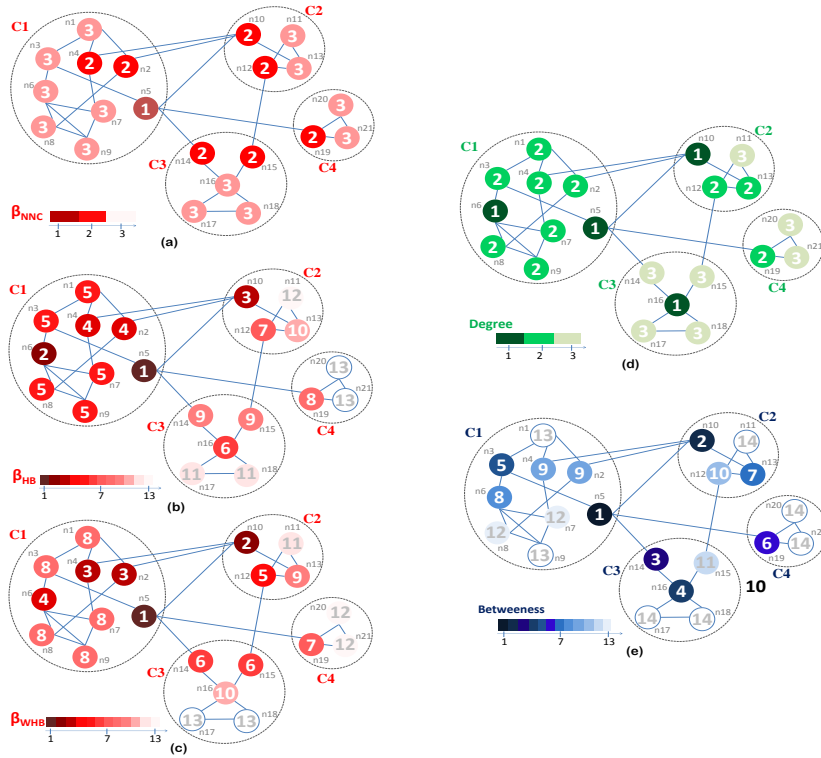 C1
n1
3
n3
3
n4
2
2
n2
n6
3
n5
1
3
n8
3
n7
3
n9
C2
n10
2
n11
3
n12
2
3
n13
n20
3
2
n19
3
n21
C4
C3
n14
2
2
n15
n16
3
3
n17
3
n18
βNNC
1 2 3
(a)
C1
n1
5
n3
5
n4
4
4
n2
n6
2
n5
1
5
n8
5
n7
5
n9
C2
n10
3
n11
12
n12
7
10
n13
n20
13
8
n19
13
n21
C4
C3
n14
9
9
n15
n16
6
11
n17
11
n18
βHB
1 7 13
(b)
C1
n1
8
n3
8
n4
3
3
n2
n6
4
n5
1
8
n8
8
n7
8
n9
C2
n10
2
n11
11
n12
5
9
n13
n20
12
7
n19
12
n21
C4
C3
n14
6
6
n15
n16
10
13
n17
13
n18
βWHB
1 7 13
(c)
C1
n1
2
n3
2
n4
2
2
n2
n6
1
n5
1
2
n8
2
n7
2
n9
C2
n10
1
n11
3
n12
2
2
n13
n20
3
2
n19
3
n21
C4
C3
n14
3
3
n15
n16
1
3
n17
3
n18
Degree
1 2 3
(d)
C1
n1
13
n3
5
n4
9
9
n2
n6
8
n5
1
12
n8
12
n7
13
n9
C2
n10
2
n11
14
n12
10
7
n13
n20
14
6
n19
14
n21
C4
C3
n14
3
11
n15
n16
4
14
n17
14
n18
10
Betweeness
1 7 13
(e)